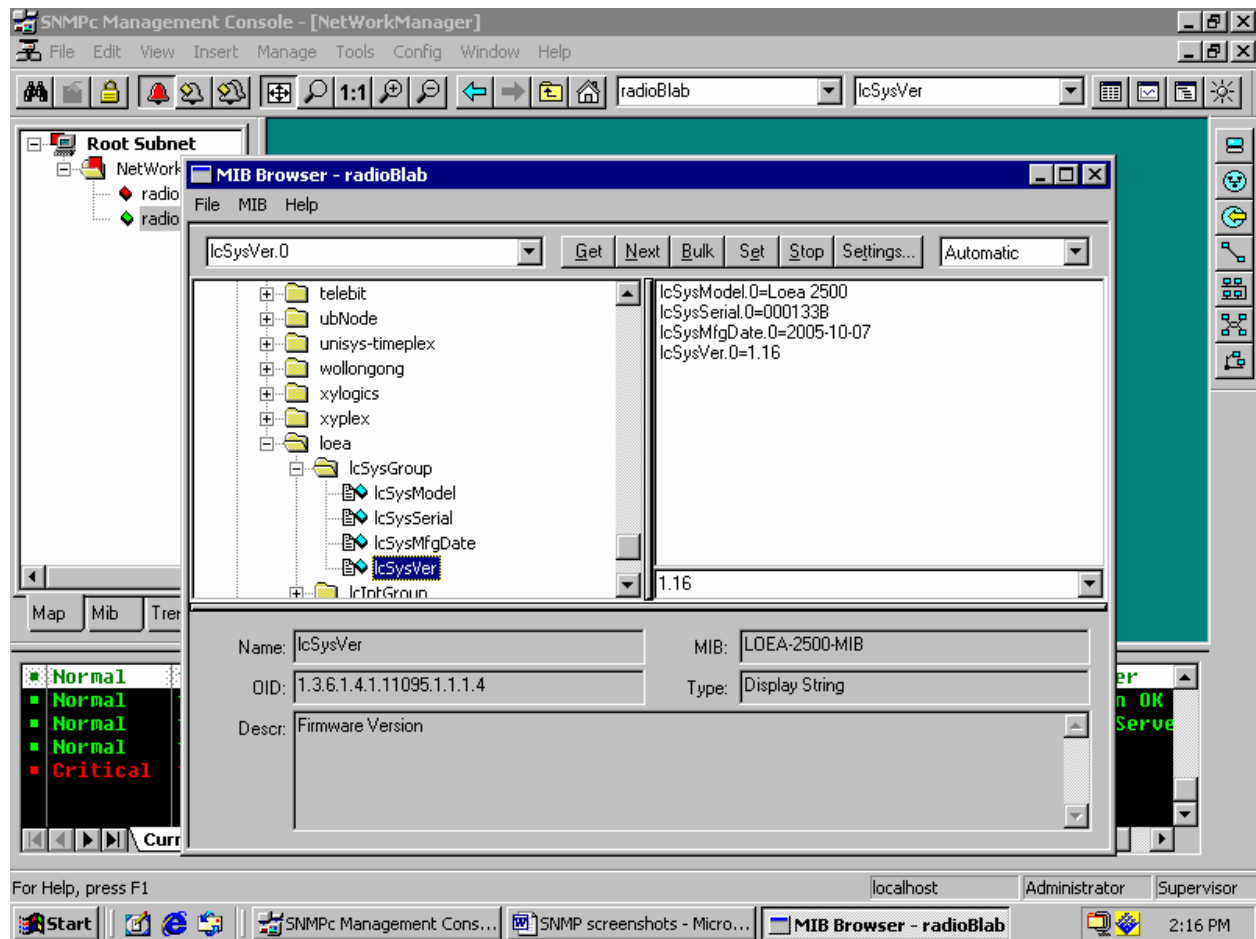 SNMPc Management Console - [NetWorkManager]
File Edit View Insert Manage Tools Config Window Help
1:1 radioBlab lcSysVer
Root Subnet
NetWork
radio
radio
MIB Browser - radioBlab
File MIB Help
lcSysVer.0 Get Next Bulk Set Stop Settings... Automatic
telebit
ubNode
unisys-timeplex
wollongong
xylogics
xyplex
loea
lcSysGroup
lcSysModel
lcSysSerial
lcSysMfgDate
lcSysVer
lcIntGroup
lcSysModel.0=Loea 2500
lcSysSerial.0=000133B
lcSysMfgDate.0=2005-10-07
lcSysVer.0=1.16
1.16
Map Mib Tren
Name: lcSysVer MIB: LOEA-2500-MIB
OID: 1.3.6.1.4.1.11095.1.1.1.4 Type: Display String
Descr: Firmware Version
Normal er
Normal n OK
Normal Serve
Normal
Critical
Curr
For Help, press F1 localhost Administrator Supervisor
Start SNMPc Management Cons... SNMP screenshots - Micro... MIB Browser - radioBlab 2:16 PM